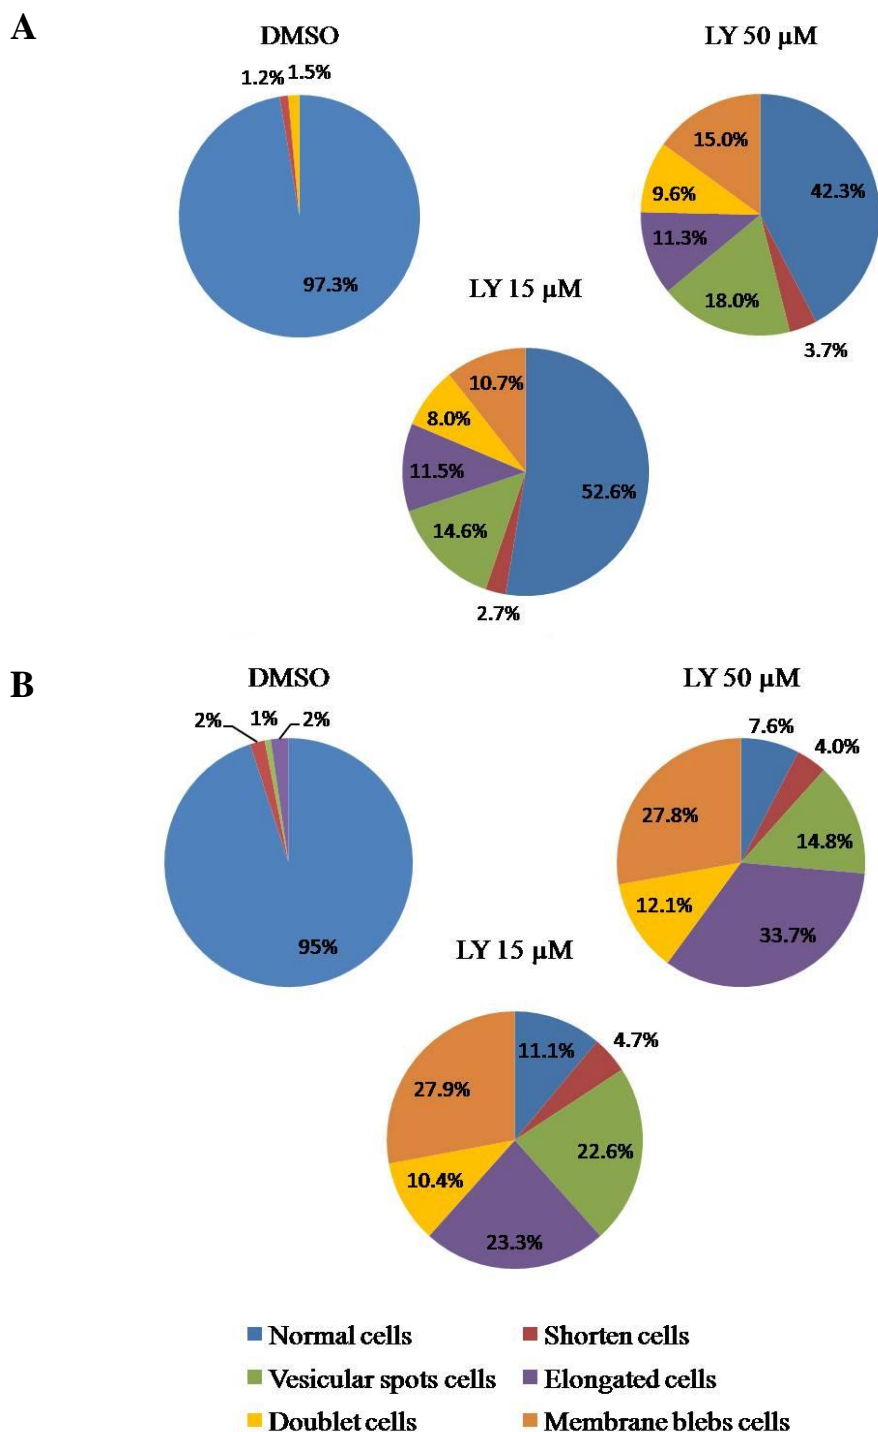 A
DMSO
LY 50 µM
1.2%
1.5%
97.3%
15.0%
42.3%
9.6%
11.3%
18.0%
3.7%
LY 15 µM
10.7%
8.0%
11.5%
52.6%
14.6%
2.7%
B
DMSO
LY 50 µM
2%
1%
2%
95%
7.6%
4.0%
27.8%
14.8%
12.1%
33.7%
LY 15 µM
11.1%
4.7%
27.9%
22.6%
10.4%
23.3%
Normal cells
Shorten cells
Vesicular spots cells
Elongated cells
Doublet cells
Membrane blebs cells